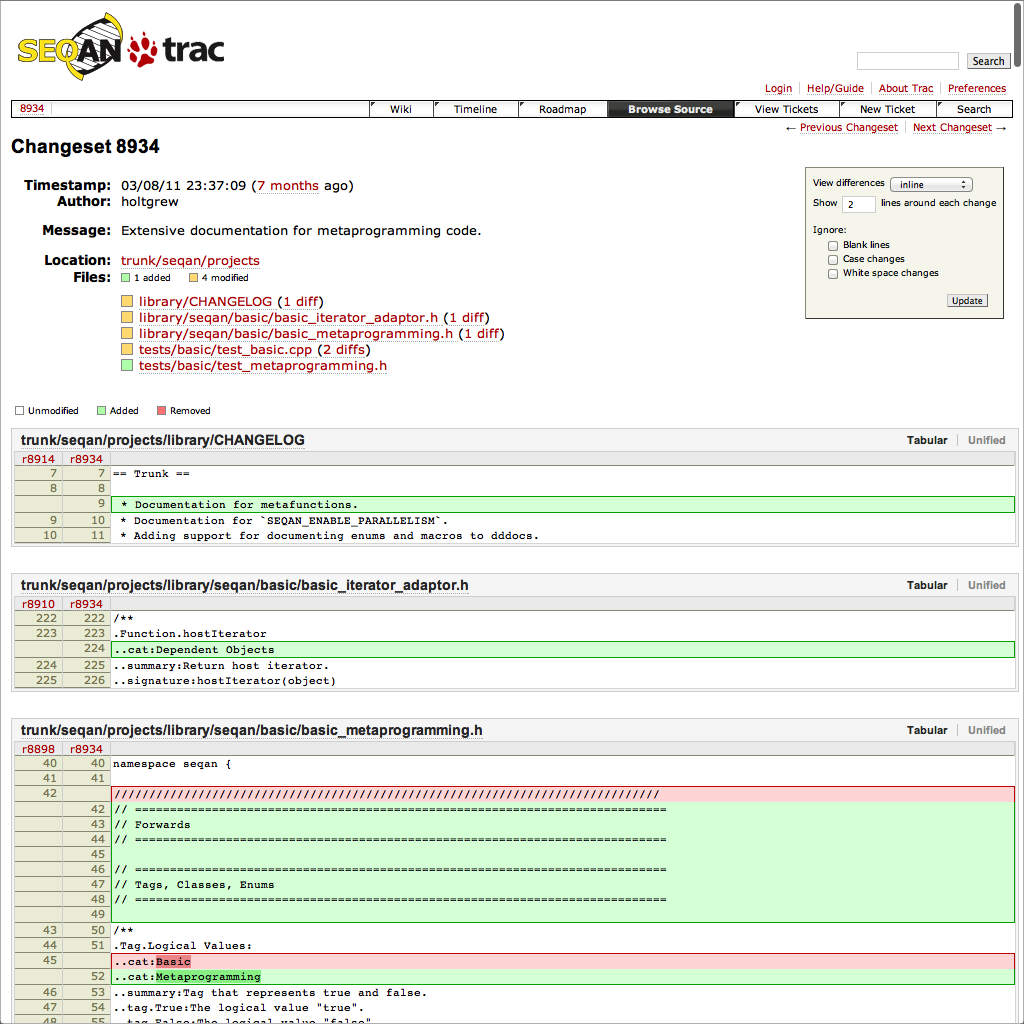 SEQAN trac
Search
Login Help/Guide About Trac Preferences
8934 Wiki Timeline Roadmap Browse Source View Tickets New Ticket Search
← Previous Changeset Next Changeset →
Changeset 8934
Timestamp: 03/08/11 23:37:09 (7 months ago)
Author: holtgrew
Message: Extensive documentation for metaprogramming code.
Location: trunk/seqan/projects
Files: 1 added 4 modified
library/CHANGELOG (1 diff)
library/seqan/basic/basic_iterator_adaptor.h (1 diff)
library/seqan/basic/basic_metaprogramming.h (1 diff)
tests/basic/test_basic.cpp (2 diffs)
tests/basic/test_metaprogramming.h
View differences inline
Show 2 lines around each change
Ignore:
Blank lines
Case changes
White space changes
Update
Unmodified Added Removed
trunk/seqan/projects/library/CHANGELOG Tabular Unified
r8914 r8934
7 7 == Trunk ==
8 8
9 * Documentation for metafunctions.
9 10 * Documentation for `SEQAN_ENABLE_PARALLELISM`.
10 11 * Adding support for documenting enums and macros to dddocs.
trunk/seqan/projects/library/seqan/basic/basic_iterator_adaptor.h Tabular Unified
r8910 r8934
222 222 /**
223 223 .Function.hostIterator
224 ..cat:Dependent Objects
224 225 ..summary:Return host iterator.
225 226 ..signature:hostIterator(object)
trunk/seqan/projects/library/seqan/basic/basic_metaprogramming.h Tabular Unified
r8898 r8934
40 40 namespace seqan {
41 41
42 //////////////////////////////////////////////////////////////////////////////
42 // ============================================================================
43 // Forwards
44 // ============================================================================
45
46 // ============================================================================
47 // Tags, Classes, Enums
48 // ============================================================================
49
43 50 /**
44 51 .Tag.Logical Values:
45 ..cat:Basic
52 ..cat:Metaprogramming
46 53 ..summary:Tag that represents true and false.
47 54 ..tag.True:The logical value "true".
48 55 ..tag.False:The logical value "false".